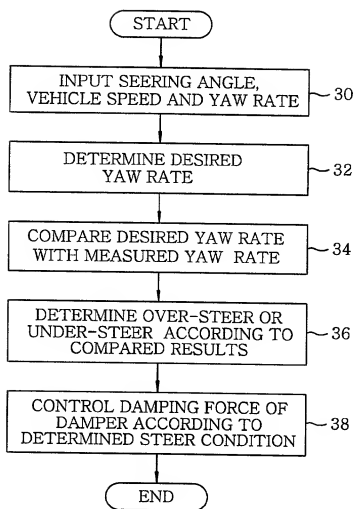 START
INPUT SEERING ANGLE,
VEHICLE SPEED AND YAW RATE
30
DETERMINE DESIRED
YAW RATE
32
COMPARE DESIRED YAW RATE
WITH MEASURED YAW RATE
34
DETERMINE OVER-STEER OR
UNDER-STEER ACCORDING TO
COMPARED RESULTS
36
CONTROL DAMPING FORCE OF
DAMPER ACCORDING TO
DETERMINED STEER CONDITION
38
END